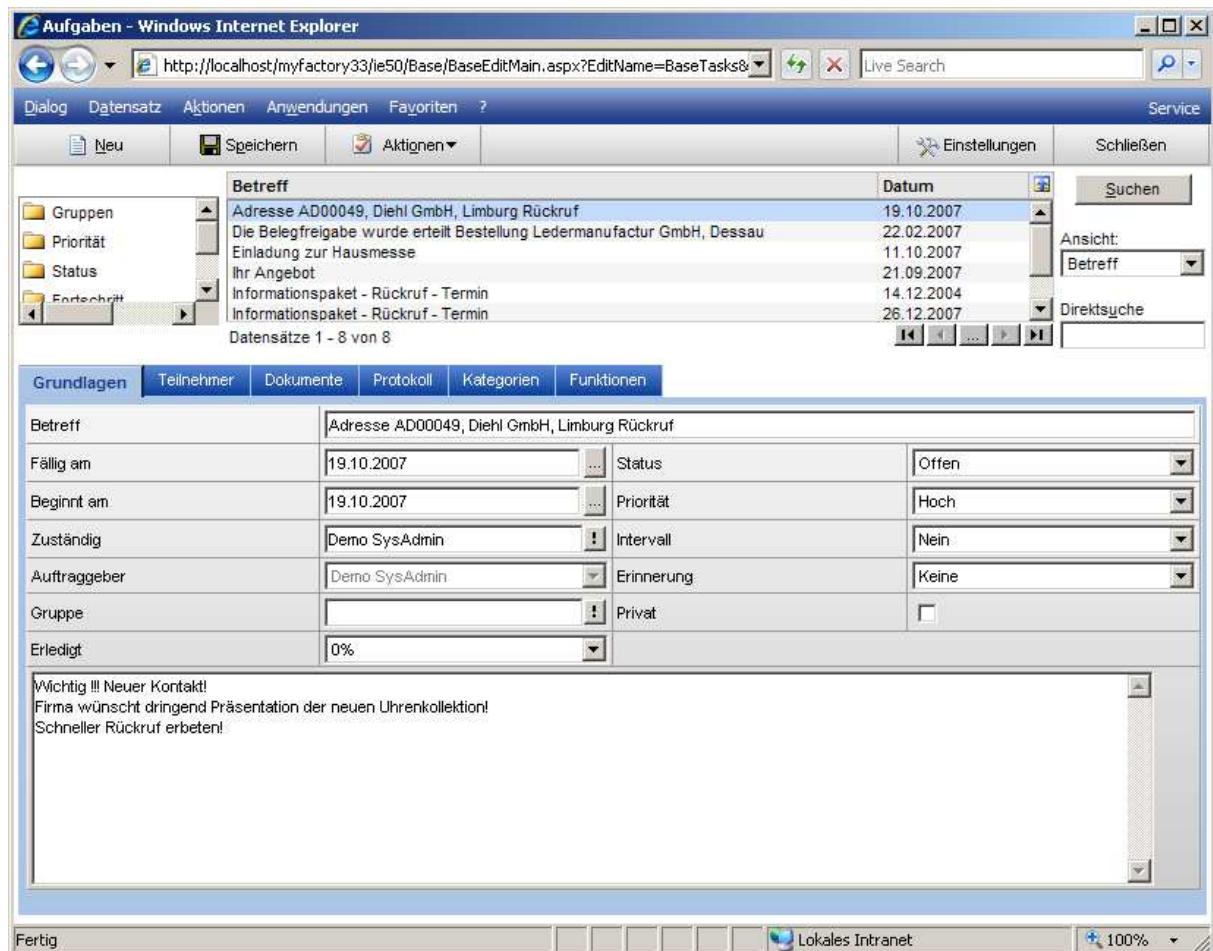 Aufgaben - Windows Internet Explorer
http://localhost/myfactory33/ie50/Base/BaseEditMain.aspx?EditName=BaseTasks&
Live Search
Dialog Datensatz Aktionen Anwendungen Favoriten ? Service
Neu Speichern Aktionen Einstellungen Schließen
Gruppen
Priorität
Status
Fortschritt
Betreff Datum
Adresse AD00049, Diehl GmbH, Limburg Rückruf 19.10.2007
Die Belegfreigabe wurde erteilt Bestellung Ledermanufactur GmbH, Dessau 22.02.2007
Einladung zur Hausmesse 11.10.2007
Ihr Angebot 21.09.2007
Informationspaket - Rückruf - Termin 14.12.2004
Informationspaket - Rückruf - Termin 26.12.2007
Datensätze 1 - 8 von 8
...
Suchen
Ansicht:
Betreff
Direktsuche
Grundlagen Teilnehmer Dokumente Protokoll Kategorien Funktionen
Betreff Adresse AD00049, Diehl GmbH, Limburg Rückruf
Fällig am 19.10.2007 ... Status Offen
Beginnt am 19.10.2007 ... Priorität Hoch
Zuständig Demo SysAdmin ! Intervall Nein
Auftraggeber Demo SysAdmin Erinnerung Keine
Gruppe ! Privat
Erledigt 0%
Wichtig !!! Neuer Kontakt!
Firma wünscht dringend Präsentation der neuen Uhrenkollektion!
Schneller Rückruf erbeten!
Fertig Lokales Intranet 100%